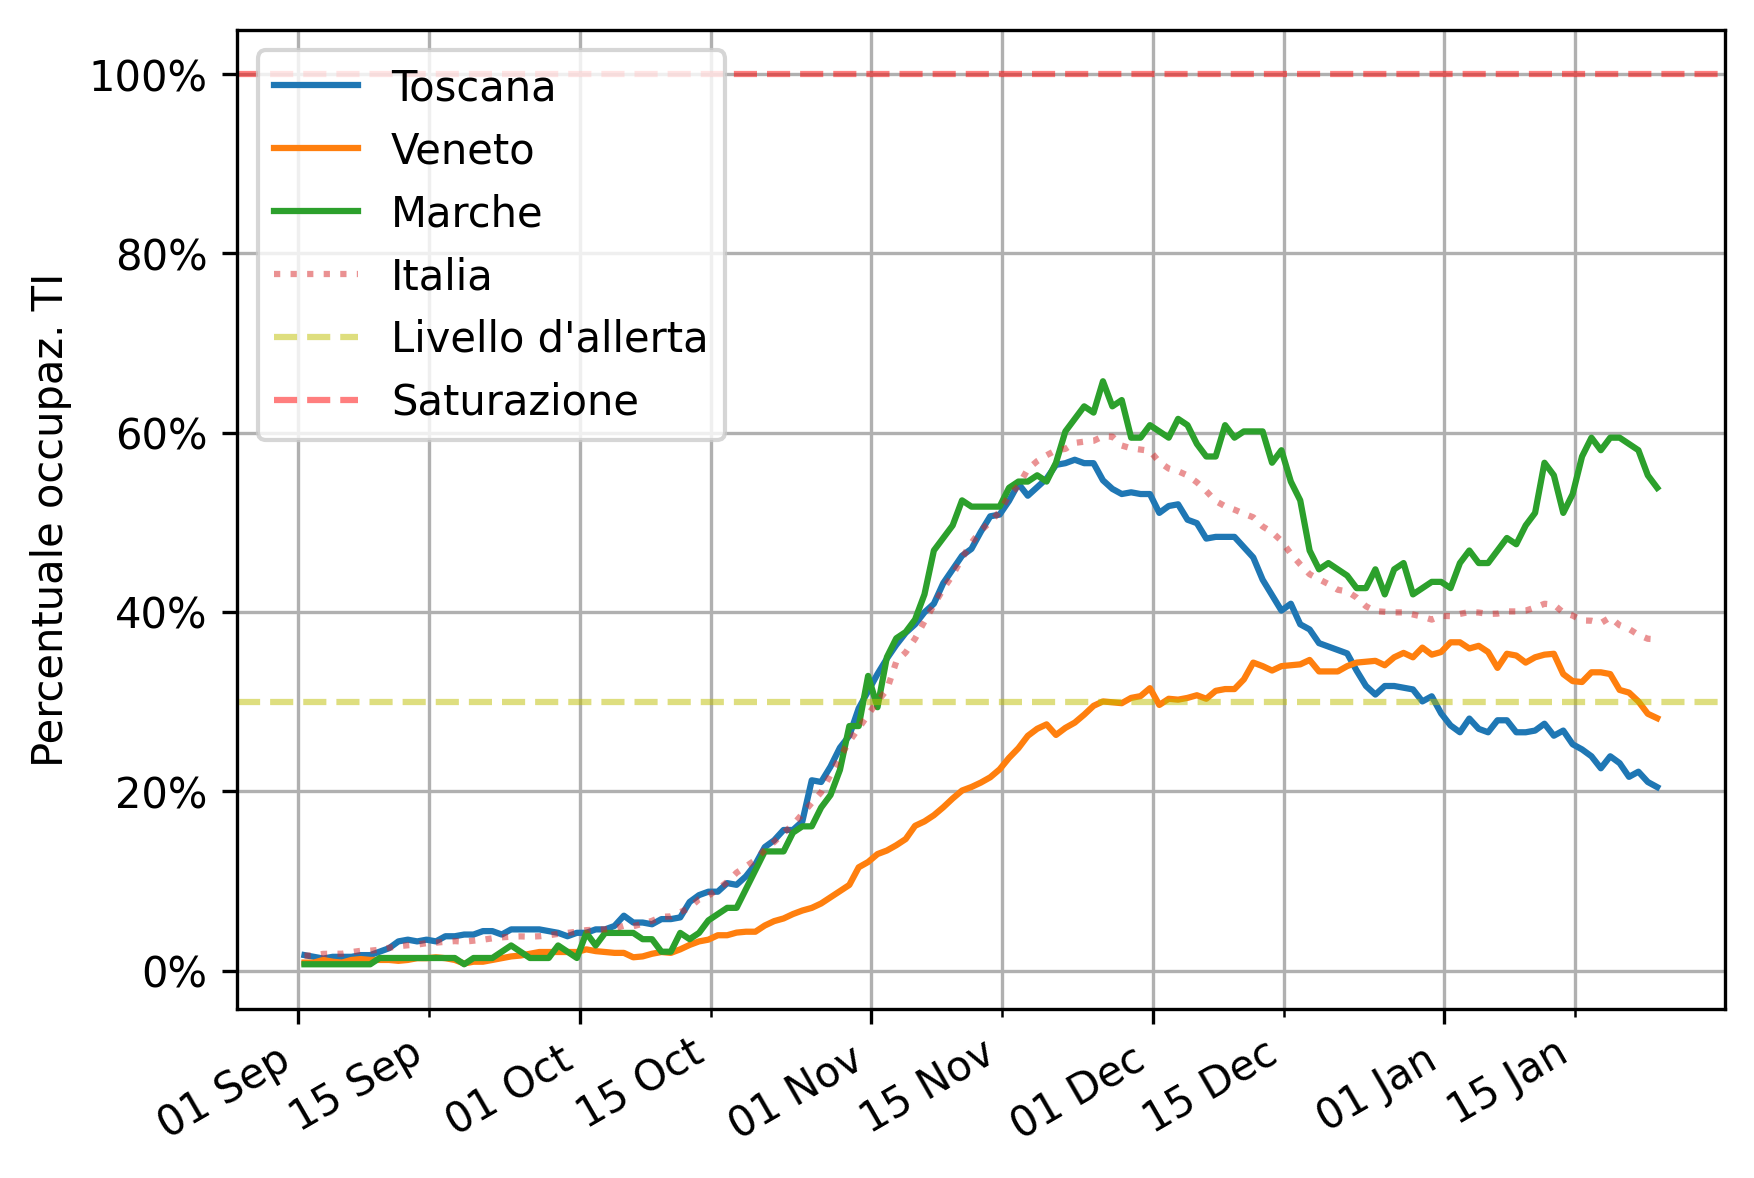 100%
80%
60%
40%
20%
0%
Percentuale occupaz. TI
Toscana
Veneto
Marche
Italia
Livello d'allerta
Saturazione
01 Sep
15 Sep
01 Oct
15 Oct
01 Nov
15 Nov
01 Dec
15 Dec
01 Jan
15 Jan